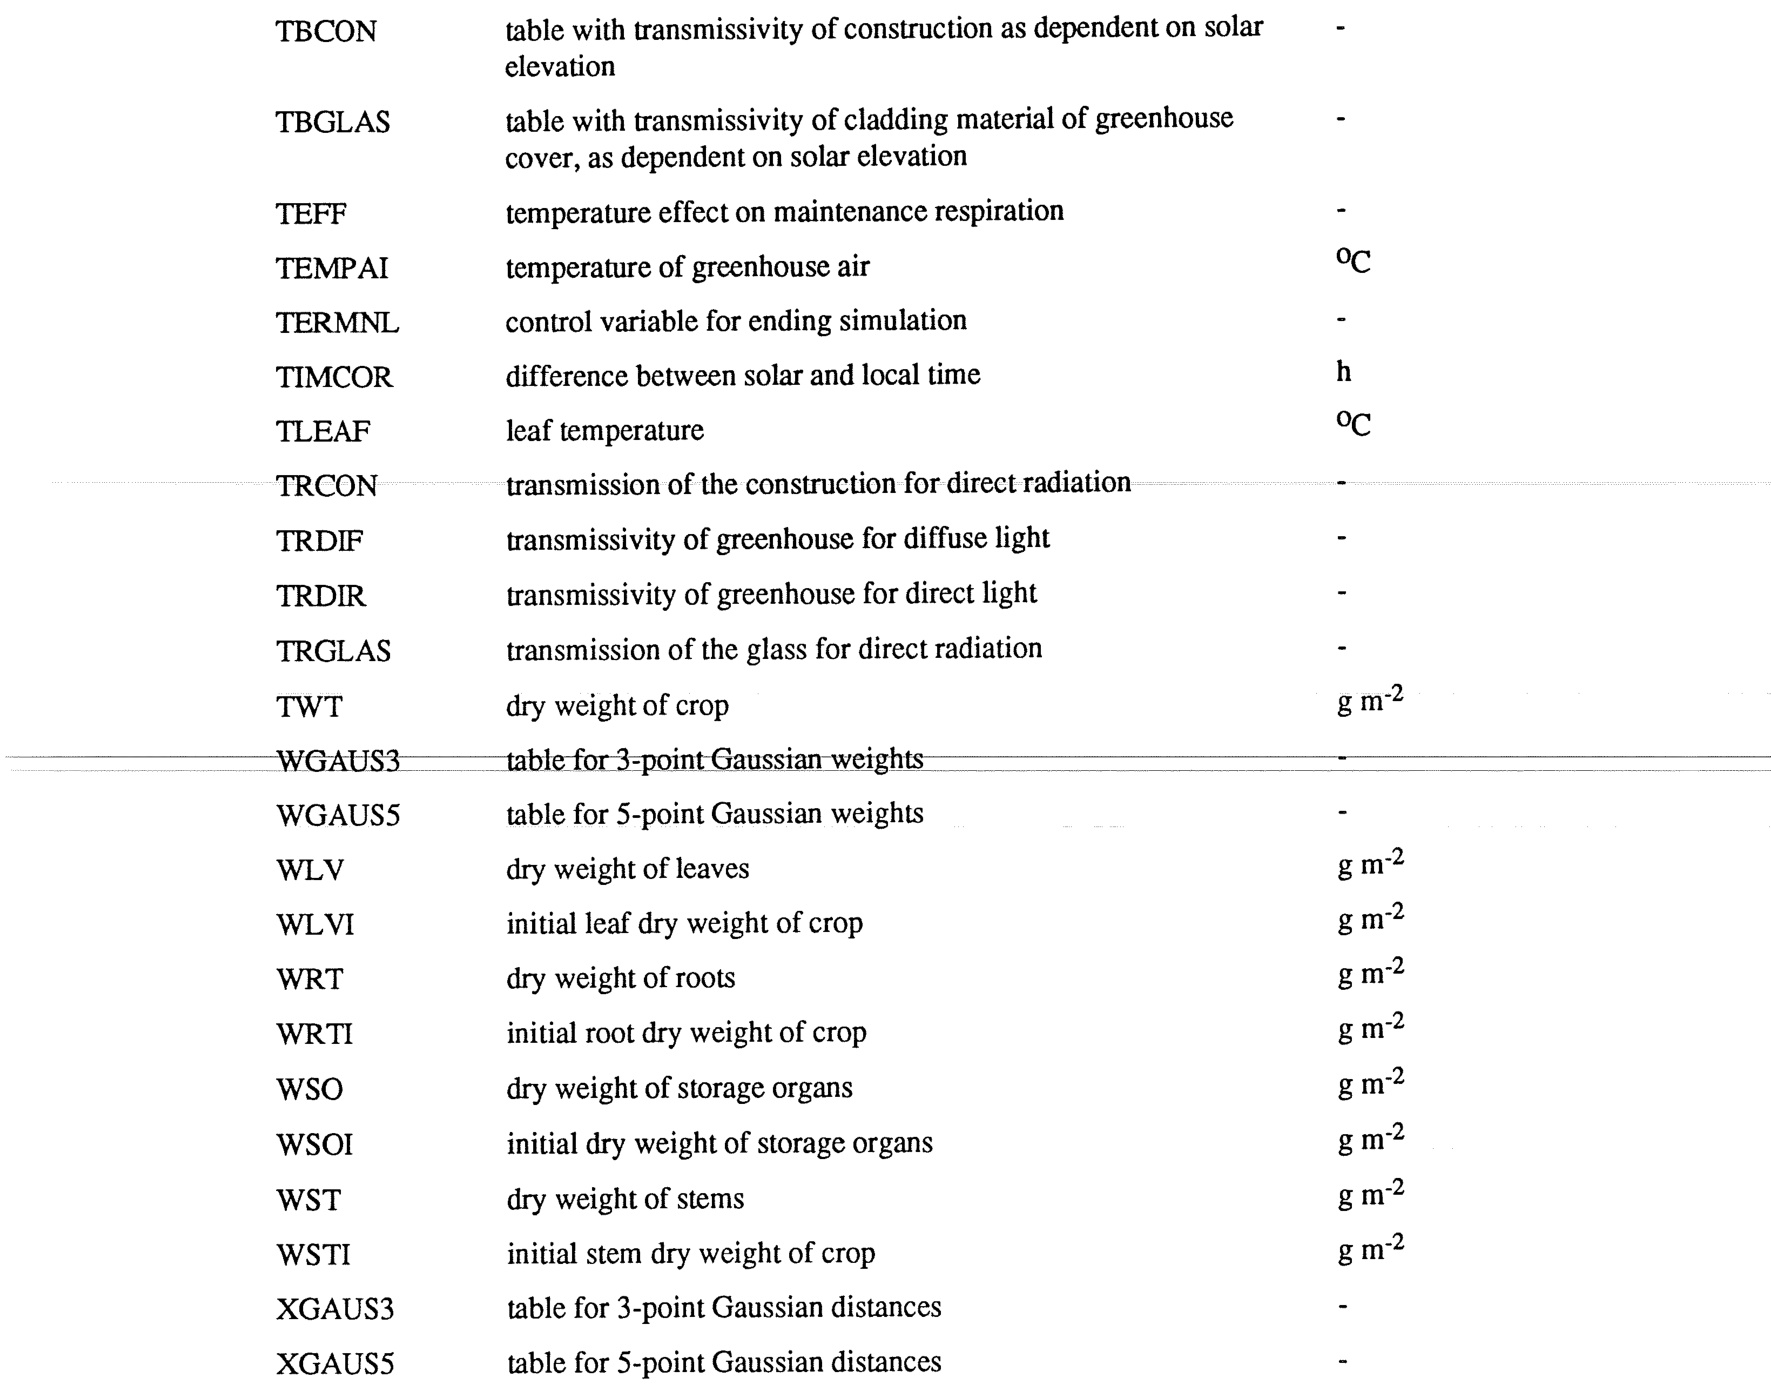 TBCON table with transmissivity of construction as dependent on solar -
elevation
TBGLAS table with transmissivity of cladding material of greenhouse -
cover, as dependent on solar elevation
TEFF temperature effect on maintenance respiration -
TEMPAI temperature of greenhouse air °C
TERMNL control variable for ending simulation -
TIMCOR difference between solar and local time h
TLEAF leaf temperature °C
TRCON transmission of the construction for direct radiation -
TRDIF transmissivity of greenhouse for diffuse light -
TRDIR transmissivity of greenhouse for direct light -
TRGLAS transmission of the glass for direct radiation -
TWT dry weight of crop g m⁻²
WGAUS3 table for 3-point Gaussian weights -
WGAUS5 table for 5-point Gaussian weights -
WLV dry weight of leaves g m⁻²
WLVI initial leaf dry weight of crop g m⁻²
WRT dry weight of roots g m⁻²
WRTI initial root dry weight of crop g m⁻²
WSO dry weight of storage organs g m⁻²
WSOI initial dry weight of storage organs g m⁻²
WST dry weight of stems g m⁻²
WSTI initial stem dry weight of crop g m⁻²
XGAUS3 table for 3-point Gaussian distances -
XGAUS5 table for 5-point Gaussian distances -